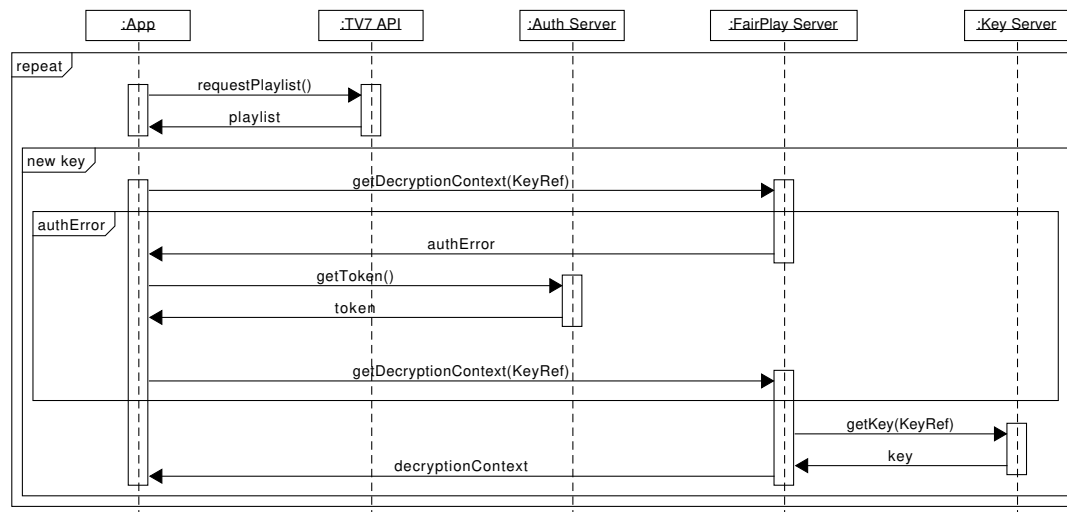 :App
:TV7 API
:Auth Server
:FairPlay Server
:Key Server
repeat
requestPlaylist()
playlist
new key
getDecryptionContext(KeyRef)
authError
authError
getToken()
token
getDecryptionContext(KeyRef)
getKey(KeyRef)
key
decryptionContext